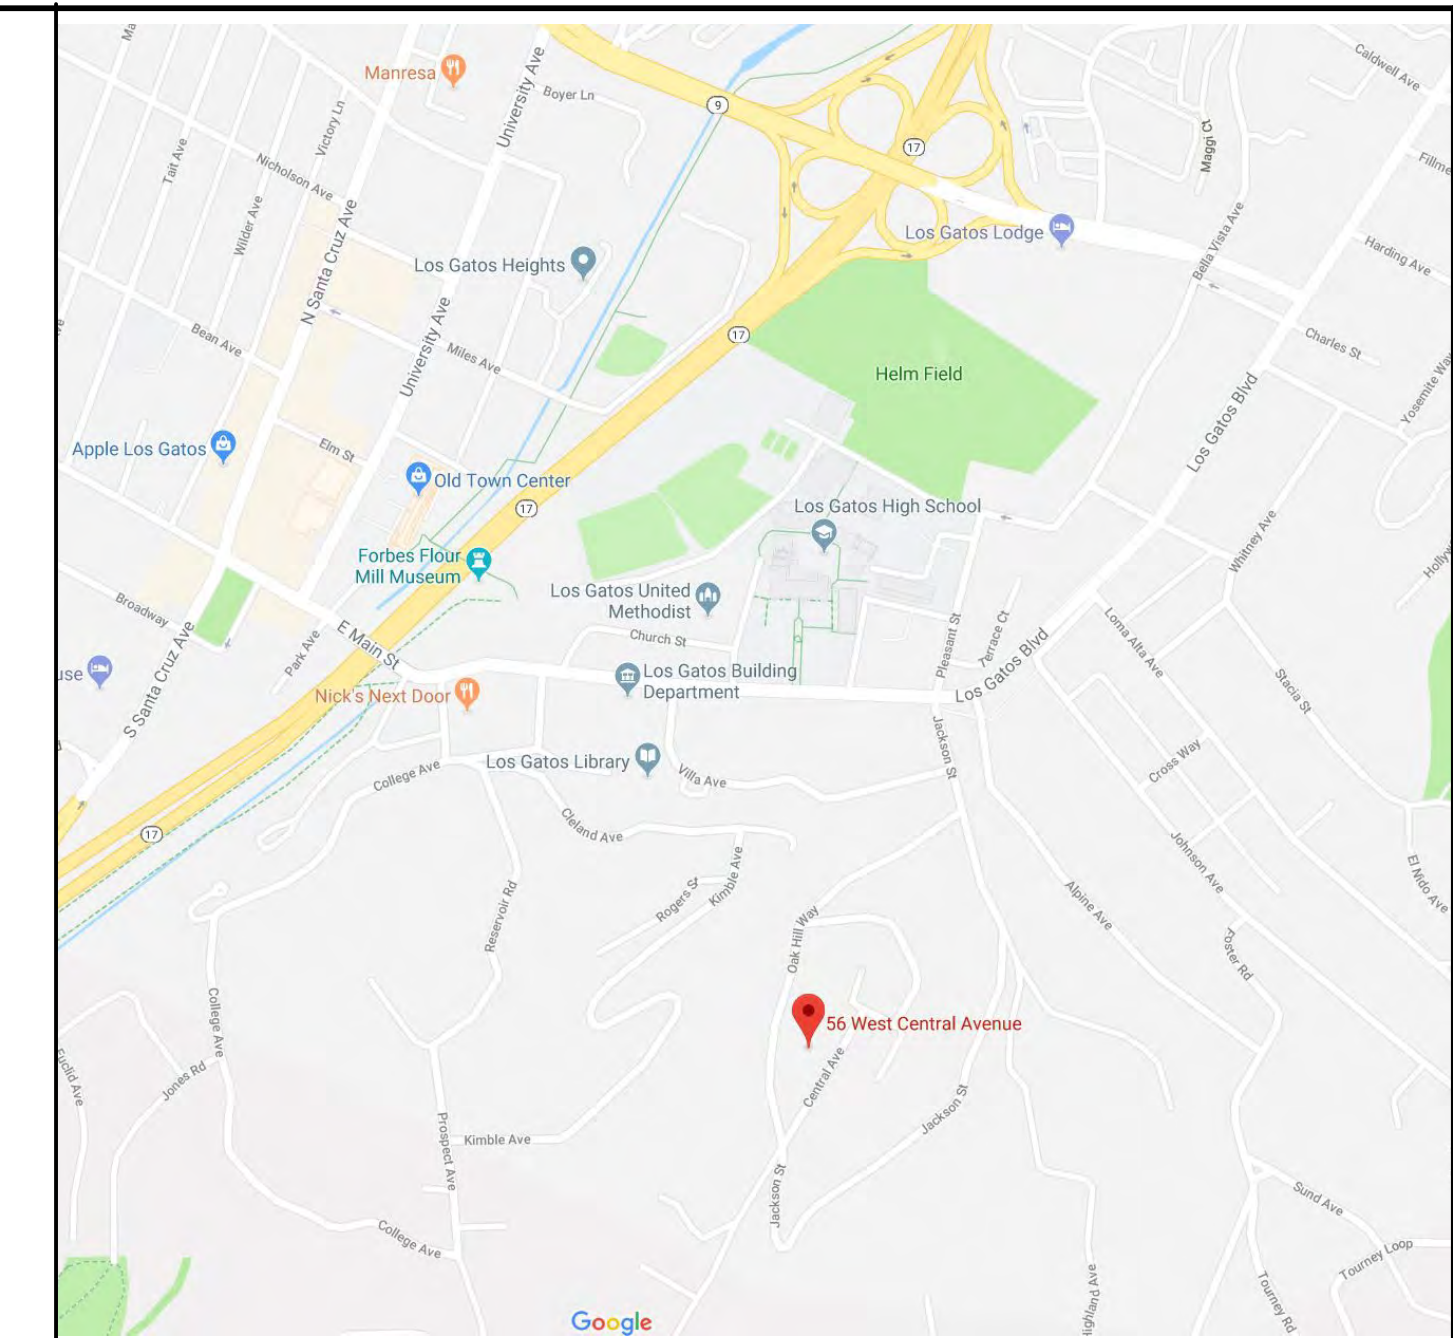 Ma
Manresa
University Ave
Boyer Ln
9
17
Caldwell Ave
Maggi Ct
Victory Ln
Tait Ave
Nicholson Ave
Wilder Ave
N Santa Cruz Ave
Los Gatos Heights
Los Gatos Lodge
Bella Vista Ave
Fillme
Harding Ave
Bean Ave
University Ave
Miles Ave
17
Helm Field
Charles St
Yosemite Way
Los Gatos Blvd
Apple Los Gatos
Elm St
Old Town Center
17
Los Gatos High School
Whitney Ave
Hollyw
Forbes Flour
Mill Museum
Los Gatos United
Methodist
Broadway
E Main St
Park Ave
Church St
Pleasant St
Terrace Ct
Loma Alta Ave
S Santa Cruz Ave
use
Nick's Next Door
Los Gatos Building
Department
Los Gatos Blvd
Stacia St
Jackson St
Cross Way
College Ave
Los Gatos Library
Villa Ave
17
Cleland Ave
Johnson Ave
El Nido Ave
Rogers St
Kimble Ave
Alpine Ave
Reservoir Rd
Oak Hill Way
Foster Rd
College Ave
56 West Central Avenue
Central Ave
Euclid Ave
Jones Rd
Jackson St
Prospect Ave
Kimble Ave
Jackson St
Sund Ave
College Ave
Tourney Loop
Highland Ave
Tourney Rd
Google